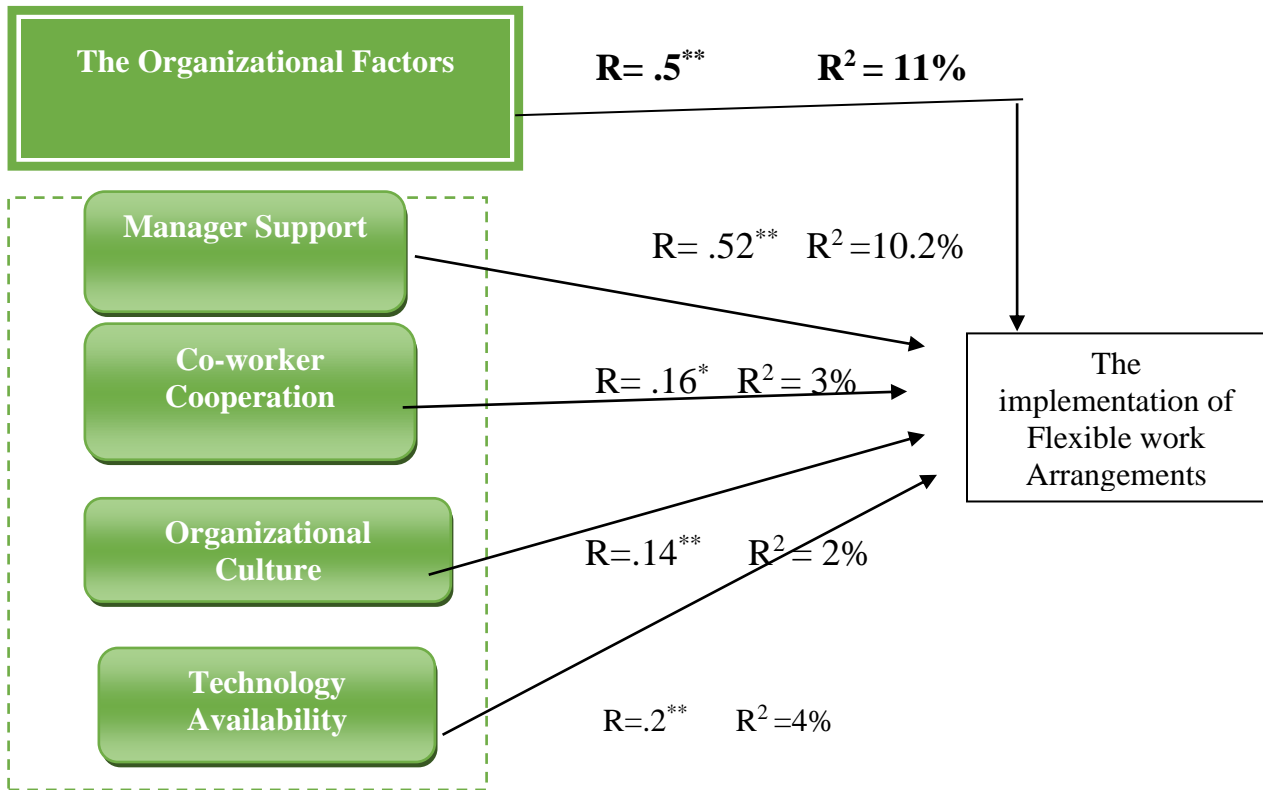 The Organizational Factors
R= .5** R² = 11%
Manager Support
R= .52** R² =10.2%
Co-worker
Cooperation
R= .16* R² = 3%
The
implementation of
Flexible work
Arrangements
Organizational
Culture
R=.14** R² = 2%
Technology
Availability
R=.2** R² =4%